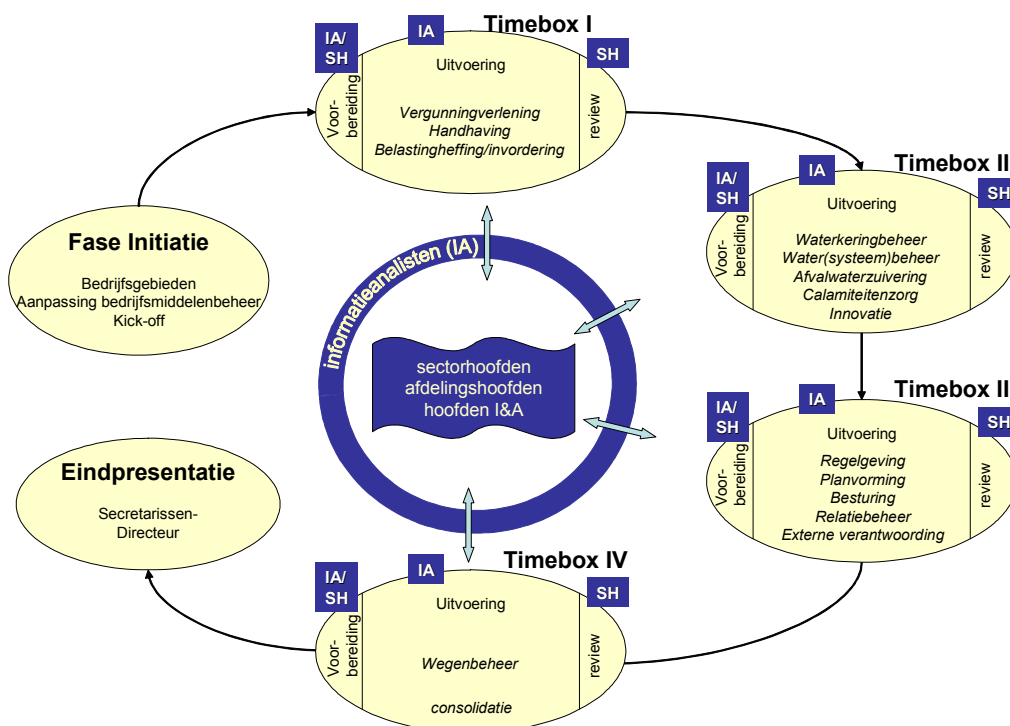 Timebox I
IA/
SH
IA
SH
Voor-
bereiding
Uitvoering
Vergunningverlening
Handhaving
Belastingheffing/invordering
review
Timebox II
IA/
SH
IA
SH
Voor-
bereiding
Uitvoering
Waterkeringbeheer
Water(systeem)beheer
Afvalwaterzuivering
Calamiteitenzorg
Innovatie
review
Fase Initiatie
Bedrijfsgebieden
Aanpassing bedrijfsmiddelenbeheer
Kick-off
informatieanalisten (IA)
sectorhoofden
afdelingshoofden
hoofden I&A
Timebox II
IA/
SH
IA
SH
Voor-
bereiding
Uitvoering
Regelgeving
Planvorming
Besturing
Relatiebeheer
Externe verantwoording
review
Eindpresentatie
Secretarissen-
Directeur
Timebox IV
IA/
SH
IA
SH
Voor-
bereiding
Uitvoering
Wegenbeheer
consolidatie
review